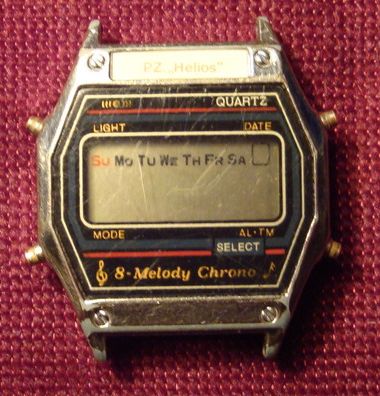 PZ „Helios"
QUARTZ
LIGHT DATE
SU MO TU WE TH FR SA
MODE AL·TM
SELECT
8-Melody Chrono